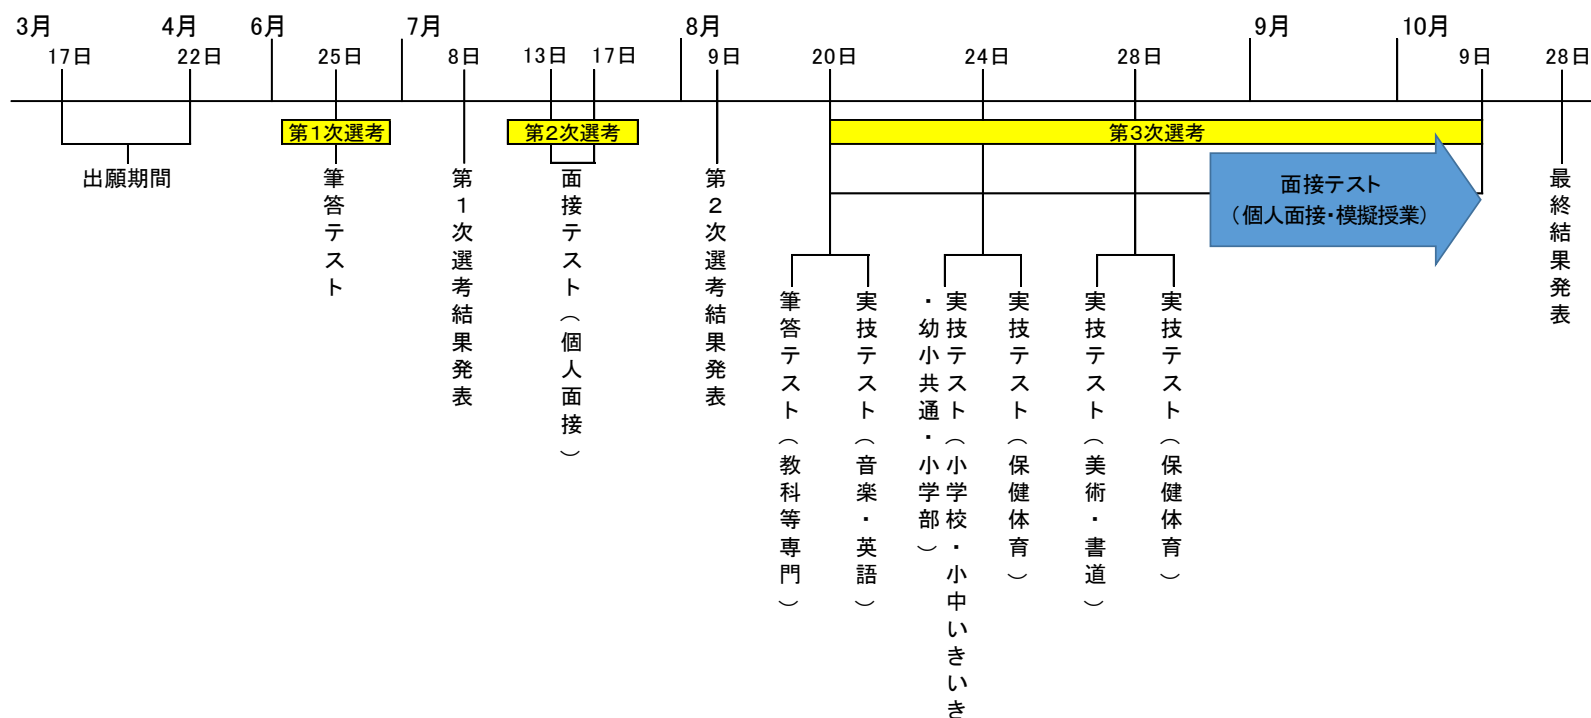 3月
4月
6月
7月
8月
9月
10月
17日
22日
25日
8日
13日
17日
9日
20日
24日
28日
9日
28日
第1次選考
第2次選考
第3次選考
出願期間
筆答テスト
第1次選考結果発表
面接テスト（個人面接）
第2次選考結果発表
面接テスト
（個人面接・模擬授業）
筆答テスト（教科等専門）
実技テスト（音楽・英語）
実技テスト（小学校・小中いきいき
・幼小共通・小学部）
実技テスト（保健体育）
実技テスト（美術・書道）
実技テスト（保健体育）
最終結果発表